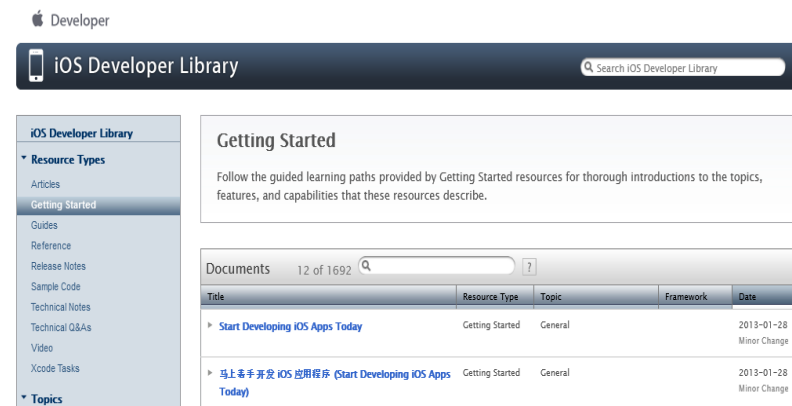 Developer
iOS Developer Library
Search iOS Developer Library
iOS Developer Library
Resource Types
Articles
Getting Started
Guides
Reference
Release Notes
Sample Code
Technical Notes
Technical Q&As
Video
Xcode Tasks
Topics
Getting Started
Follow the guided learning paths provided by Getting Started resources for thorough introductions to the topics,
features, and capabilities that these resources describe.
Documents 12 of 1692 ?
Title Resource Type Topic Framework Date
Start Developing iOS Apps Today Getting Started General 2013-01-28
Minor Change
马上着手开发 iOS 应用程序 (Start Developing iOS Apps Getting Started General 2013-01-28
Today) Minor Change